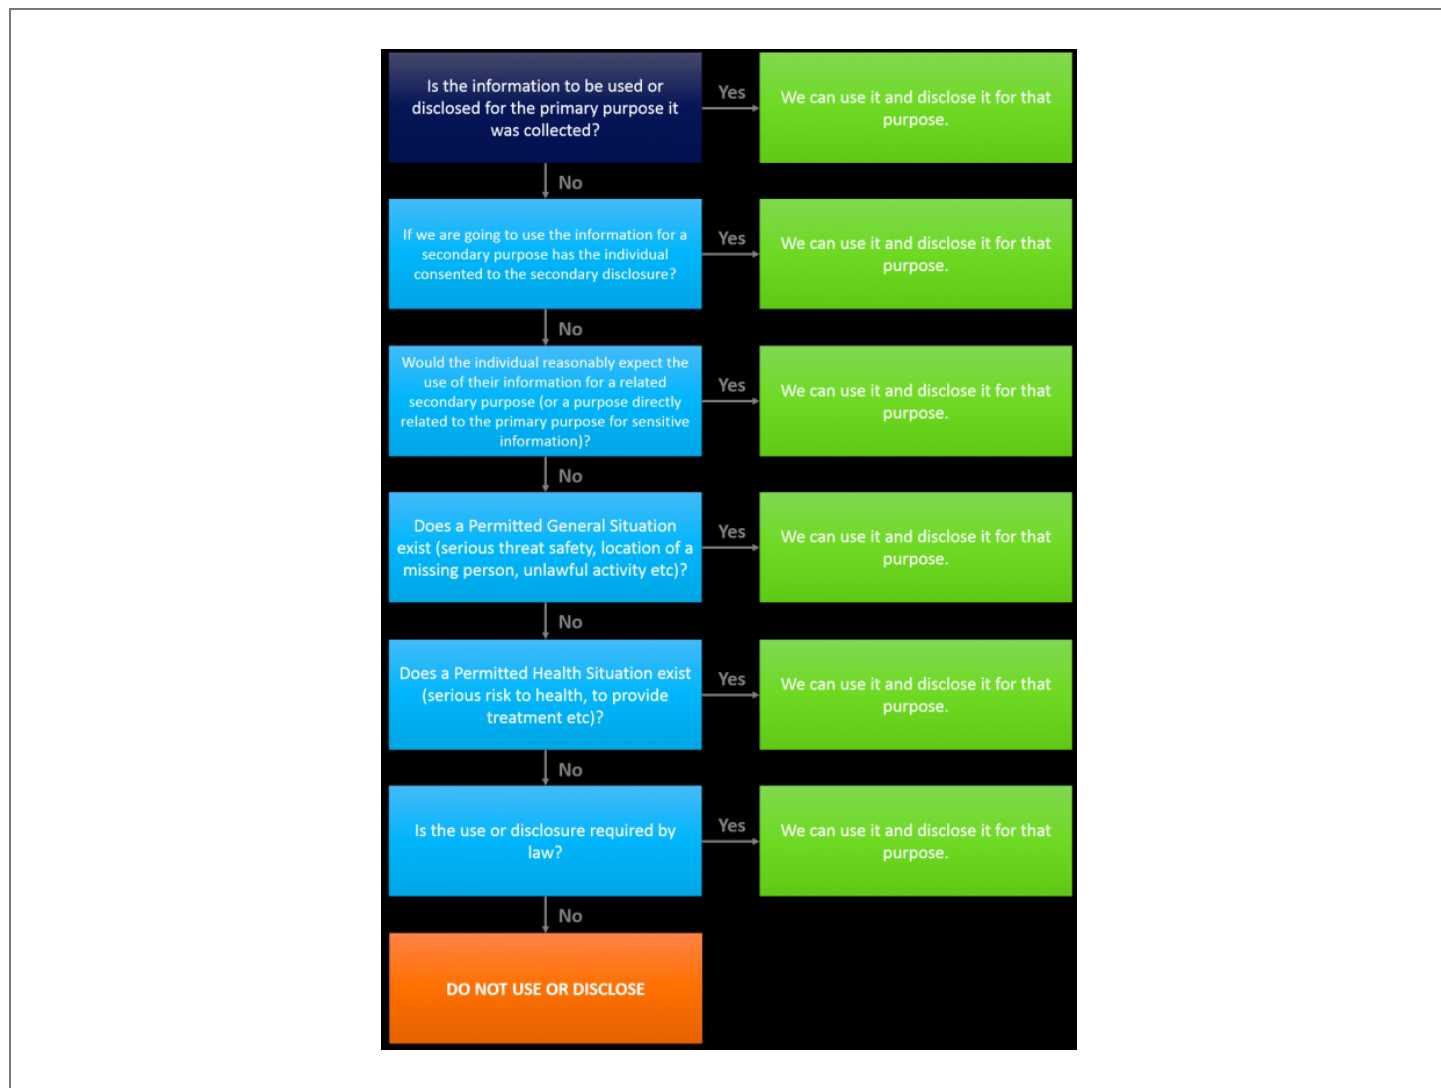 Is the information to be used or
disclosed for the primary purpose it
was collected?
Yes
We can use it and disclose it for that
purpose.
No
If we are going to use the information for a
secondary purpose has the individual
consented to the secondary disclosure?
Yes
We can use it and disclose it for that
purpose.
No
Would the individual reasonably expect the
use of their information for a related
secondary purpose (or a purpose directly
related to the primary purpose for sensitive
information)?
Yes
We can use it and disclose it for that
purpose.
No
Does a Permitted General Situation
exist (serious threat safety, location of a
missing person, unlawful activity etc)?
Yes
We can use it and disclose it for that
purpose.
No
Does a Permitted Health Situation exist
(serious risk to health, to provide
treatment etc)?
Yes
We can use it and disclose it for that
purpose.
No
Is the use or disclosure required by
law?
Yes
We can use it and disclose it for that
purpose.
No
DO NOT USE OR DISCLOSE